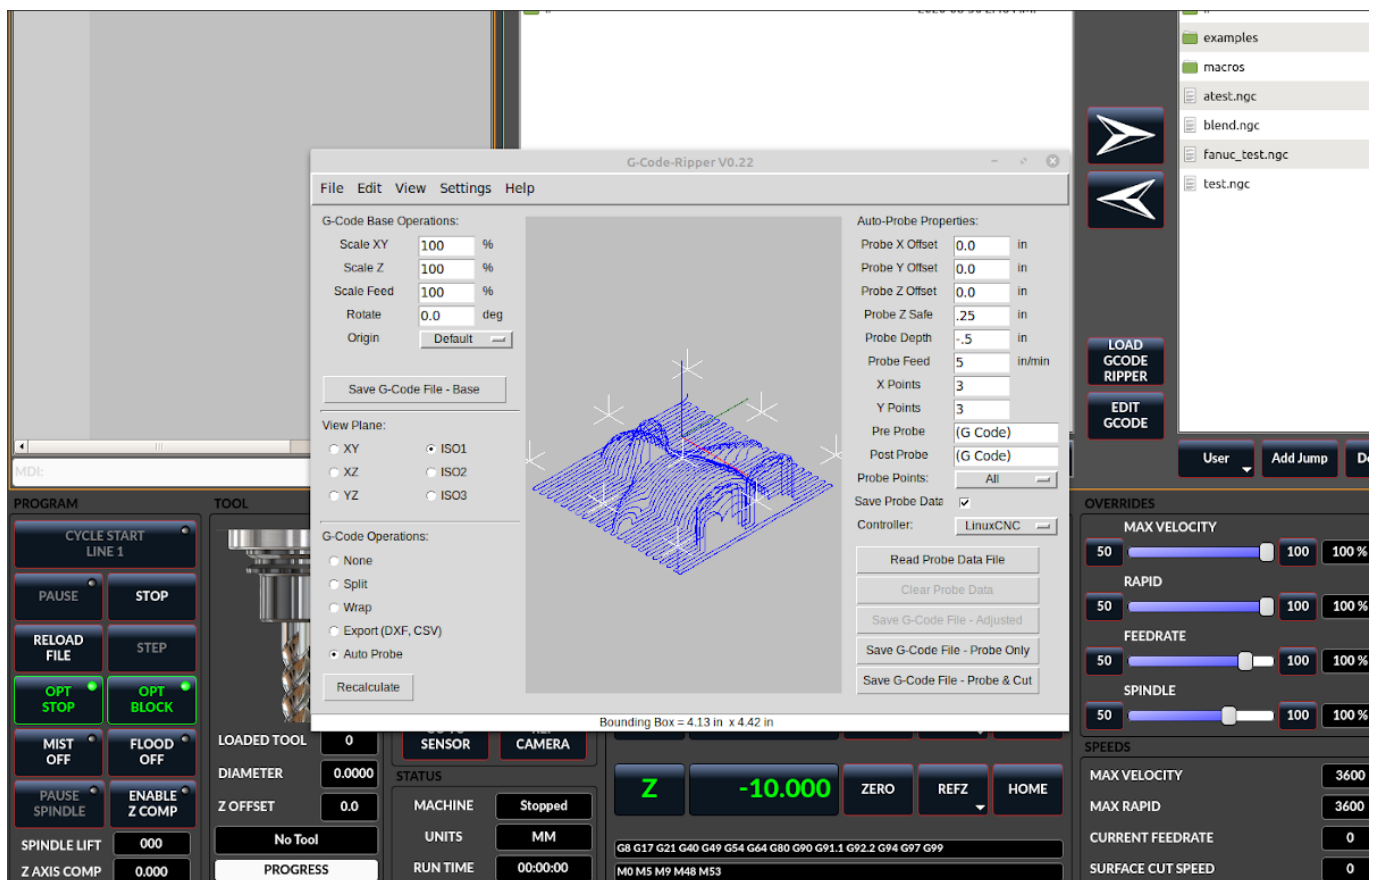 examples
macros
atest.ngc
blend.ngc
fanuc_test.ngc
test.ngc
G-Code-Ripper V0.22
File Edit View Settings Help
G-Code Base Operations:
Scale XY 100 %
Scale Z 100 %
Scale Feed 100 %
Rotate 0.0 deg
Origin Default
Save G-Code File - Base
View Plane:
XY ISO1
XZ ISO2
YZ ISO3
G-Code Operations:
None
Split
Wrap
Export (DXF, CSV)
Auto Probe
Recalculate
Auto-Probe Properties:
Probe X Offset 0.0 in
Probe Y Offset 0.0 in
Probe Z Offset 0.0 in
Probe Z Safe .25 in
Probe Depth -.5 in
Probe Feed 5 in/min
X Points 3
Y Points 3
Pre Probe (G Code)
Post Probe (G Code)
Probe Points: All
Save Probe Data
Controller: LinuxCNC
Read Probe Data File
Clear Probe Data
Save G-Code File - Adjusted
Save G-Code File - Probe Only
Save G-Code File - Probe & Cut
Bounding Box = 4.13 in x 4.42 in
LOAD
GCODE
RIPPER
EDIT
GCODE
User
Add Jump
MDI:
PROGRAM
CYCLE START
LINE 1
PAUSE
STOP
RELOAD
FILE
STEP
OPT
STOP
OPT
BLOCK
MIST
OFF
FLOOD
OFF
PAUSE
SPINDLE
ENABLE
Z COMP
SPINDLE LIFT 000
Z AXIS COMP 0.000
TOOL
LOADED TOOL 0
DIAMETER 0.0000
Z OFFSET 0.0
No Tool
PROGRESS
SENSOR
CAMERA
STATUS
MACHINE Stopped
UNITS MM
RUN TIME 00:00:00
Z -10.000 ZERO REFZ HOME
G8 G17 G21 G40 G49 G54 G64 G80 G90 G91.1 G92.2 G94 G97 G99
M0 M5 M9 M48 M53
OVERRIDES
MAX VELOCITY
50 100 100 %
RAPID
50 100 100 %
FEEDRATE
50 100 100 %
SPINDLE
50 100 100 %
SPEEDS
MAX VELOCITY 3600
MAX RAPID 3600
CURRENT FEEDRATE 0
SURFACE CUT SPEED 0